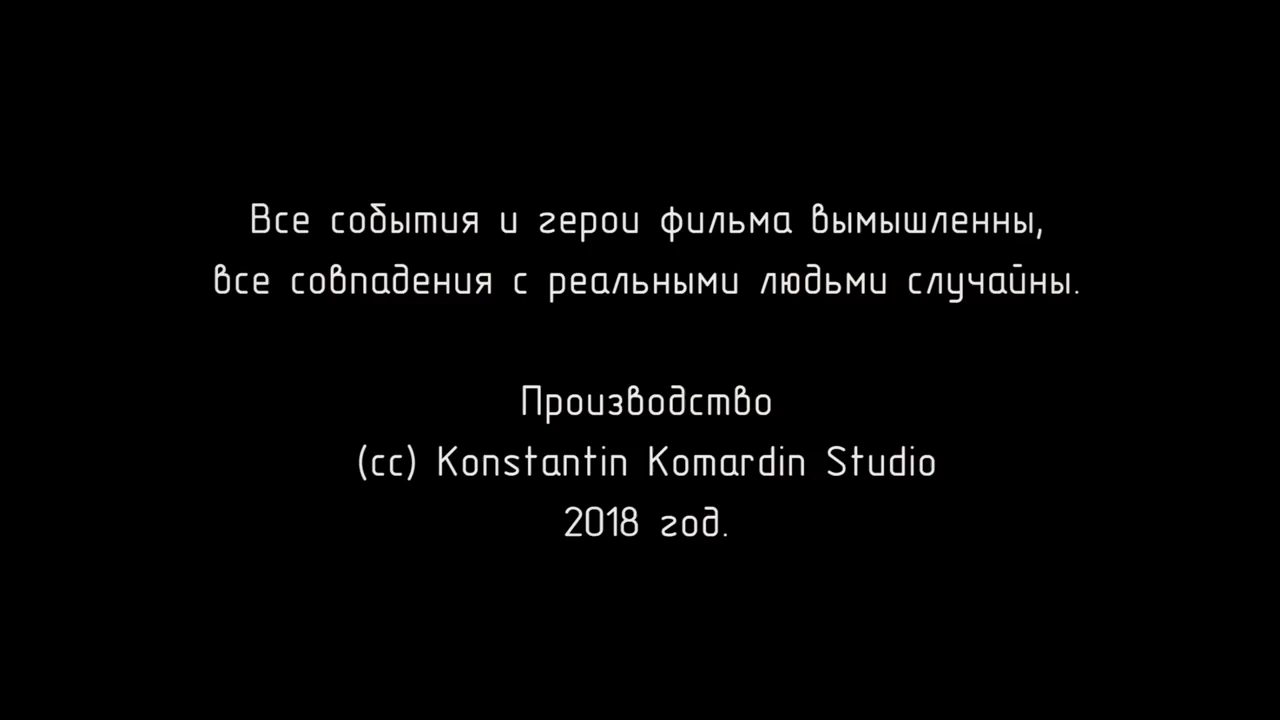 Все события и герои фильма вымышленны,
все совпадения с реальными людьми случайны.
Производство
(cc) Konstantin Komardin Studio
2018 год.